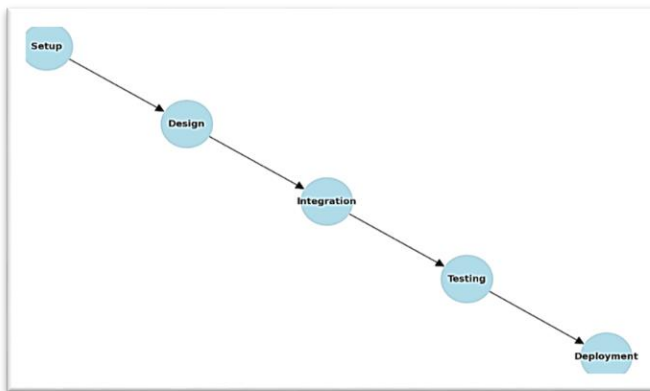 Setup
Design
Integration
Testing
Deployment